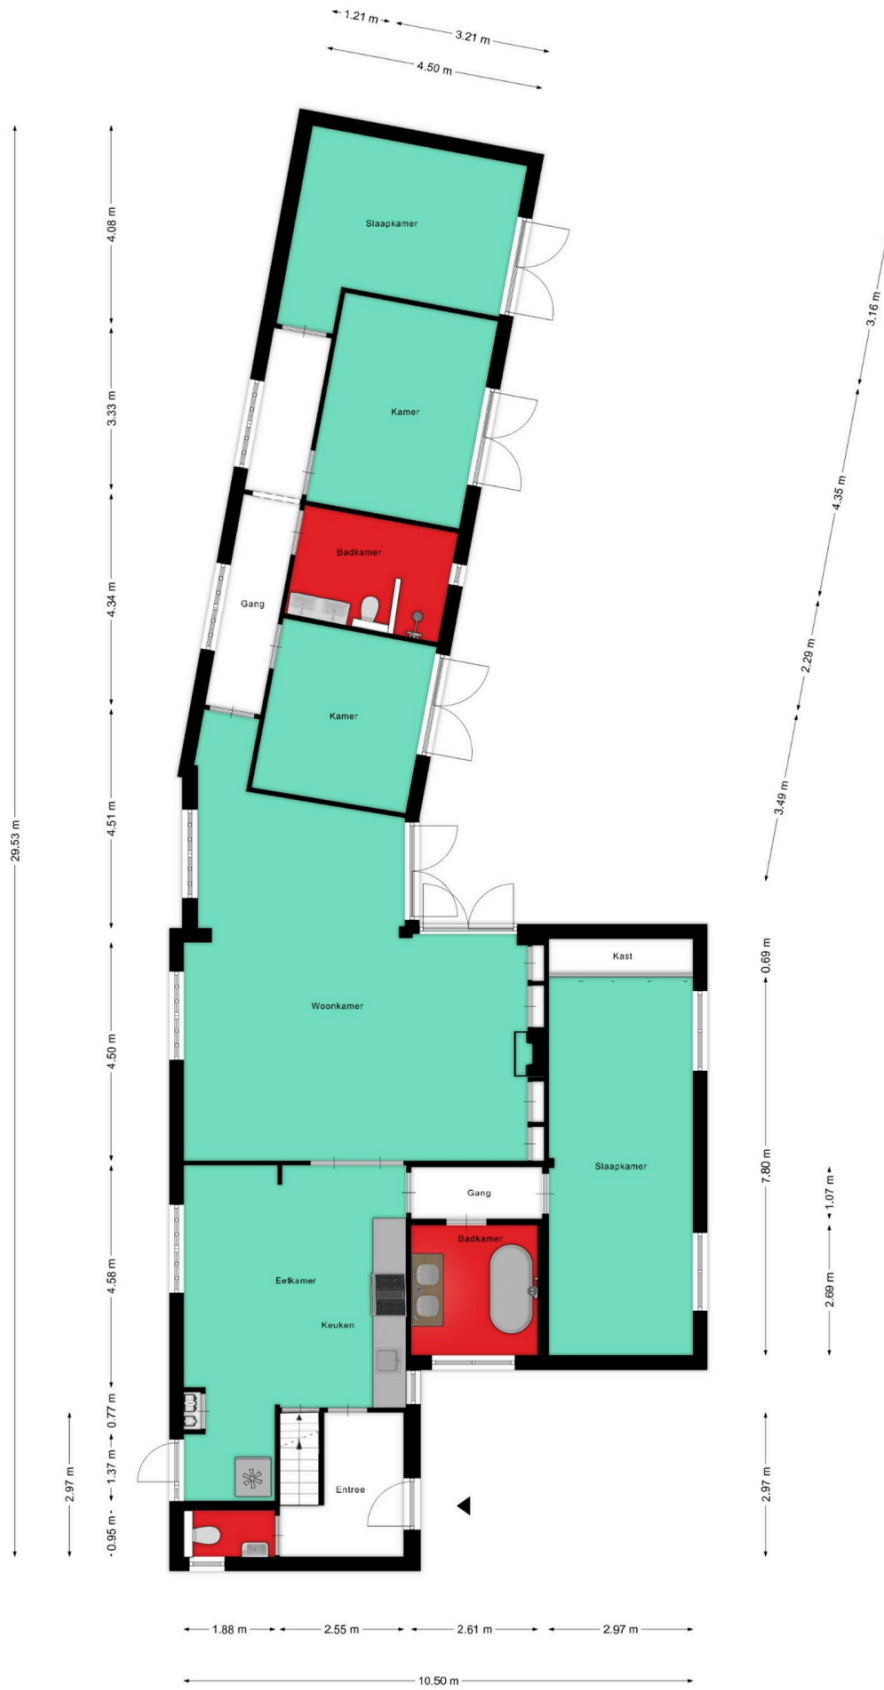 1.21 m
3.21 m
4.50 m
Slaapkamer
4.08 m
3.16 m
Kamer
3.33 m
4.35 m
Badkamer
Gang
4.34 m
2.29 m
Kamer
3.49 m
4.51 m
29.53 m
Kast
0.69 m
Woonkamer
4.50 m
Slaapkamer
7.80 m
Gang
1.07 m
Badkamer
Eetkamer
4.58 m
2.69 m
Keuken
0.77 m
Entree
1.37 m
2.97 m
2.97 m
0.95 m
1.88 m
2.55 m
2.61 m
2.97 m
10.50 m